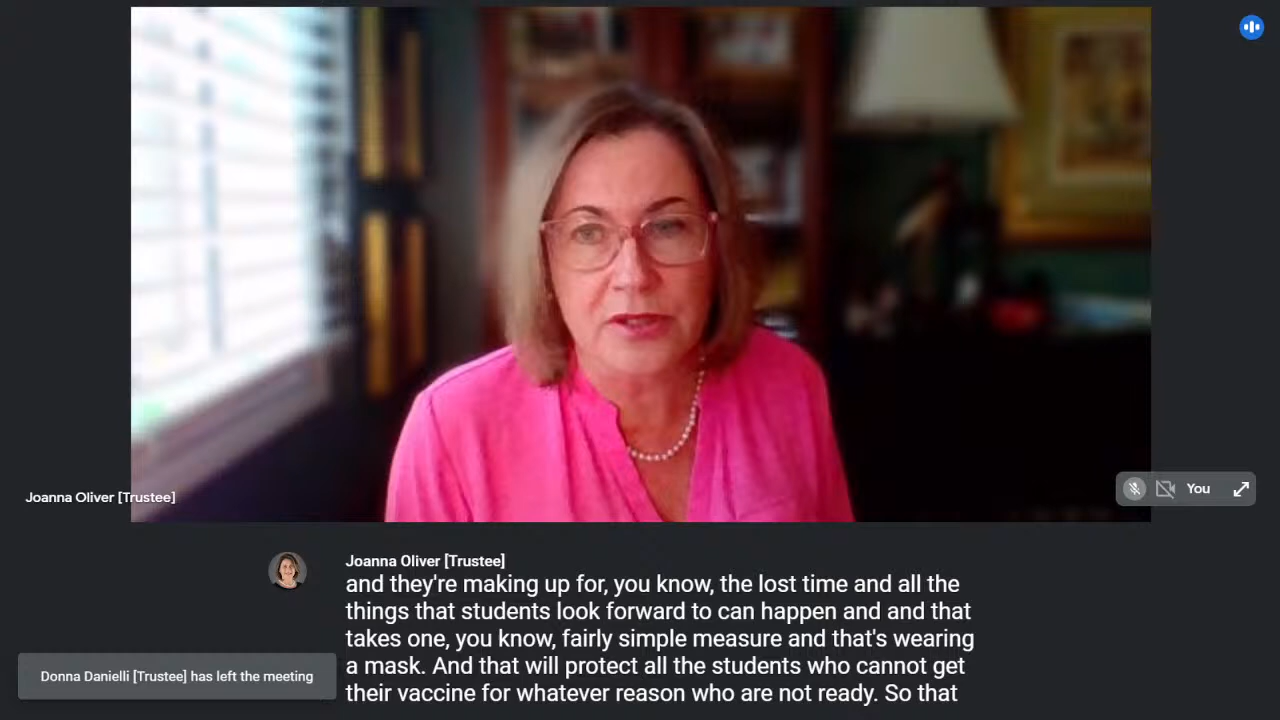 Joanna Oliver [Trustee]
You
Joanna Oliver [Trustee]
and they're making up for, you know, the lost time and all the
things that students look forward to can happen and and that
takes one, you know, fairly simple measure and that's wearing
a mask. And that will protect all the students who cannot get
their vaccine for whatever reason who are not ready. So that
Donna Danielli [Trustee] has left the meeting